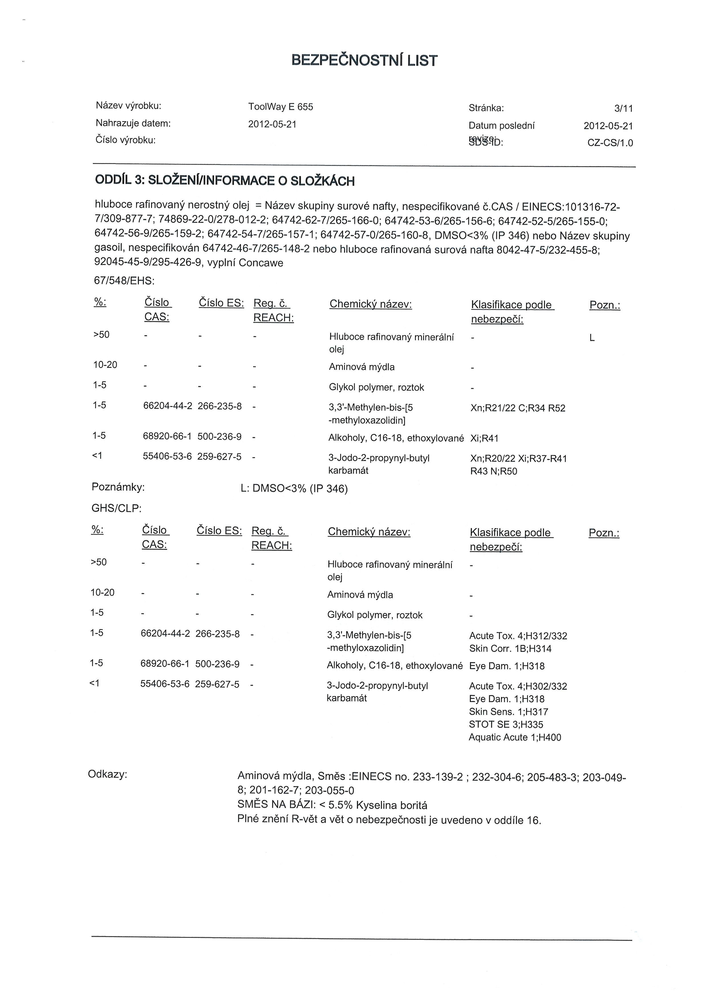 BEZPEČNOSTNÍ LIST
Název výrobku: ToolWay E 655 Stránka: 3/11
Nahrazuje datem: 2012-05-21 Datum poslední revize: 2012-05-21
Číslo výrobku: SDS-ID: CZ-CS/1.0
ODDÍL 3: SLOŽENÍ/INFORMACE O SLOŽKÁCH
hluboce rafinovaný nerostný olej = Název skupiny surové nafty, nespecifikované č.CAS / EINECS:101316-72-
7/309-877-7; 74869-22-0/278-012-2; 64742-62-7/265-166-0; 64742-53-6/265-156-6; 64742-52-5/265-155-0;
64742-56-9/265-159-2; 64742-54-7/265-157-1; 64742-57-0/265-160-8, DMSO<3% (IP 346) nebo Název skupiny
gasoil, nespecifikován 64742-46-7/265-148-2 nebo hluboce rafinovaná surová nafta 8042-47-5/232-455-8;
92045-45-9/295-426-9, vyplní Concawe
67/548/EHS:
%: Číslo Číslo ES: Reg. č. Chemický název: Klasifikace podle Pozn.:
CAS: REACH: nebezpečí:
>50 - - - Hluboce rafinovaný minerální - L
olej
10-20 - - - Aminová mýdla -
1-5 - - - Glykol polymer, roztok -
1-5 66204-44-2 266-235-8 - 3,3'-Methylen-bis-[5 Xn;R21/22 C;R34 R52
-methyloxazolidin]
1-5 68920-66-1 500-236-9 - Alkoholy, C16-18, ethoxylované Xi;R41
<1 55406-53-6 259-627-5 - 3-Jodo-2-propynyl-butyl Xn;R20/22 Xi;R37-R41
karbamát R43 N;R50
Poznámky: L: DMSO<3% (IP 346)
GHS/CLP:
%: Číslo Číslo ES: Reg. č. Chemický název: Klasifikace podle Pozn.:
CAS: REACH: nebezpečí:
>50 - - - Hluboce rafinovaný minerální -
olej
10-20 - - - Aminová mýdla -
1-5 - - - Glykol polymer, roztok -
1-5 66204-44-2 266-235-8 - 3,3'-Methylen-bis-[5 Acute Tox. 4;H312/332
-methyloxazolidin] Skin Corr. 1B;H314
1-5 68920-66-1 500-236-9 - Alkoholy, C16-18, ethoxylované Eye Dam. 1;H318
<1 55406-53-6 259-627-5 - 3-Jodo-2-propynyl-butyl Acute Tox. 4;H302/332
karbamát Eye Dam. 1;H318
Skin Sens. 1;H317
STOT SE 3;H335
Aquatic Acute 1;H400
Odkazy: Aminová mýdla, Směs :EINECS no. 233-139-2 ; 232-304-6; 205-483-3; 203-049-
8; 201-162-7; 203-055-0
SMĚS NA BÁZI: < 5.5% Kyselina boritá
Plné znění R-vět a vět o nebezpečnosti je uvedeno v oddíle 16.